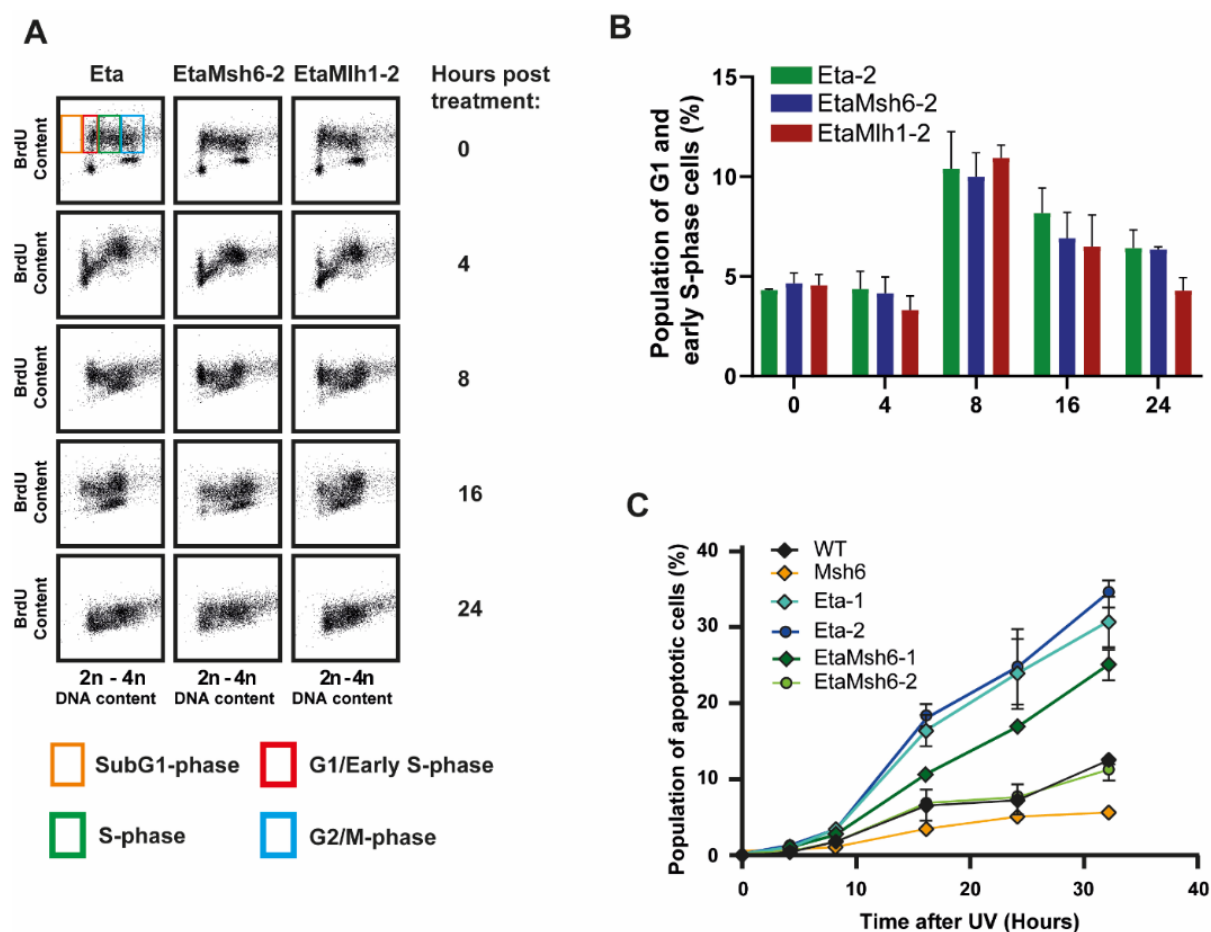 A
Eta
EtaMsh6-2
EtaMlh1-2
Hours post
treatment:
BrdU
Content
0
BrdU
Content
4
BrdU
Content
8
BrdU
Content
16
BrdU
Content
24
2n - 4n
DNA content
2n - 4n
DNA content
2n-4n
DNA content
SubG1-phase
G1/Early S-phase
S-phase
G2/M-phase
B
Population of G1 and
early S-phase cells (%)
15
10
5
0
Eta-2
EtaMsh6-2
EtaMlh1-2
0
4
8
16
24
C
Population of apoptotic cells (%)
40
30
20
10
0
WT
Msh6
Eta-1
Eta-2
EtaMsh6-1
EtaMsh6-2
0
10
20
30
40
Time after UV (Hours)